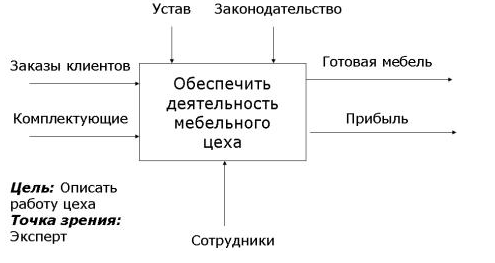 Устав
Законодательство
Заказы клиентов
Готовая мебель
Обеспечить
деятельность
мебельного
цеха
Комплектующие
Прибыль
Цель: Описать
работу цеха
Точка зрения:
Эксперт
Сотрудники